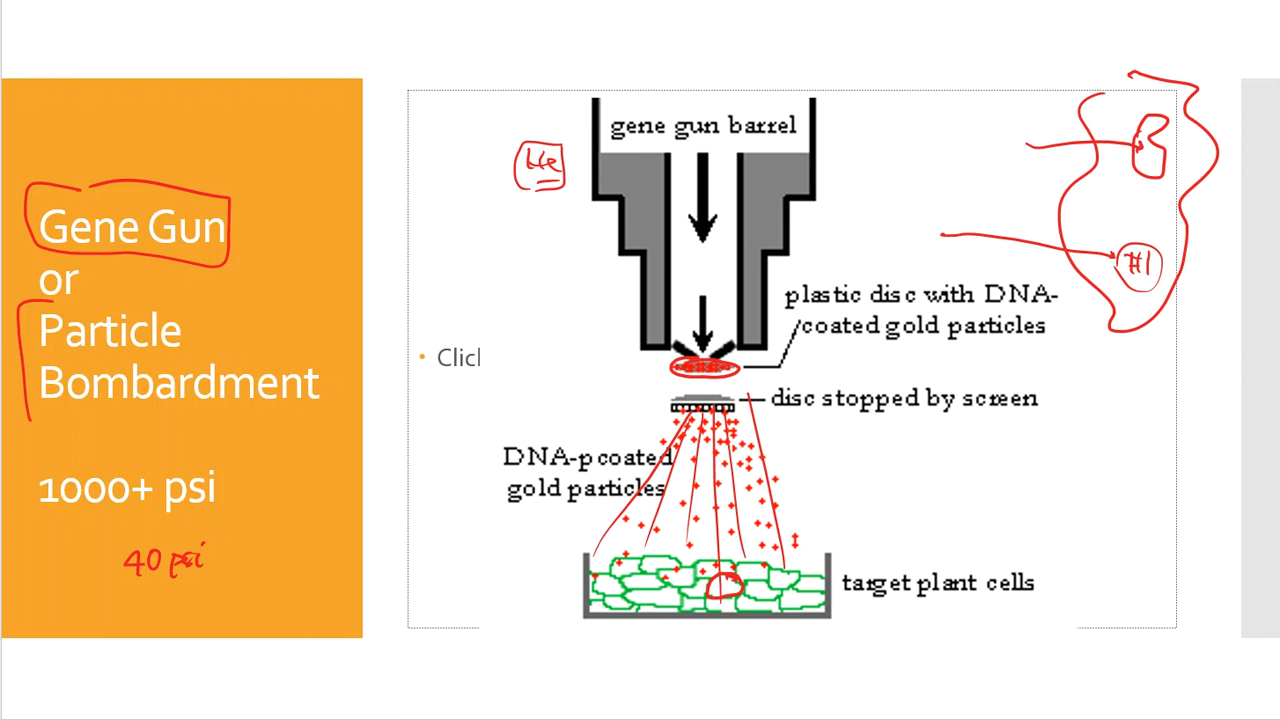 Gene Gun
or
Particle
Bombardment
1000+ psi
40 psi
gene gun barrel
He
plastic disc with DNA-
coated gold particles
Clicl
disc stopped by screen
DNA-pcoated
gold particles
target plant cells
#1